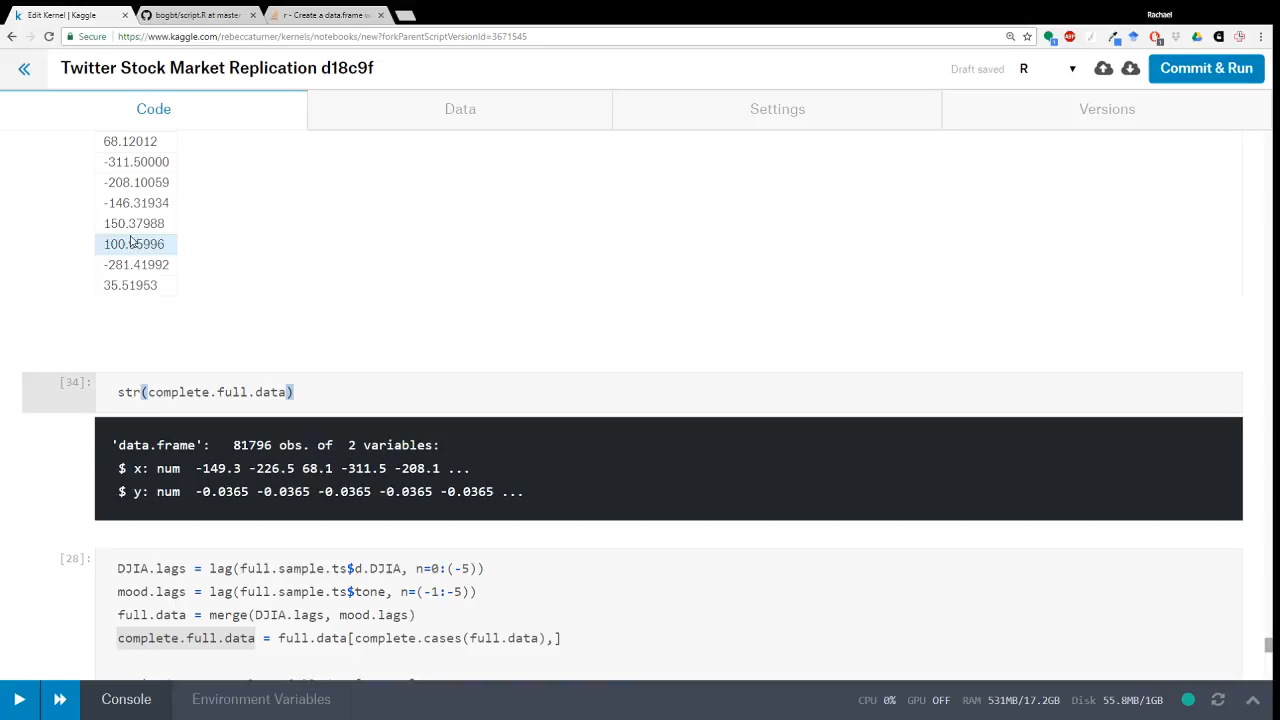 Edit Kernel | Kaggle
bogbt/script.R at master
r - Create a data.frame w
Rachael
Secure
https://www.kaggle.com/rebeccaturner/kernels/notebooks/new?forkParentScriptVersionId=3671545
Twitter Stock Market Replication d18c9f
Draft saved
R
Commit & Run
Code
Data
Settings
Versions
68.12012
-311.50000
-208.10059
-146.31934
150.37988
-281.41992
35.51953
[34]:
str(complete.full.data)
'data.frame': 81796 obs. of 2 variables:
$ x: num -149.3 -226.5 68.1 -311.5 -208.1 ...
$ y: num -0.0365 -0.0365 -0.0365 -0.0365 -0.0365 ...
[28]:
DJIA.lags = lag(full.sample.ts$d.DJIA, n=0:(-5))
mood.lags = lag(full.sample.ts$tone, n=(-1:-5))
full.data = merge(DJIA.lags, mood.lags)
complete.full.data = full.data[complete.cases(full.data),]
Console
Environment Variables
CPU 0% GPU OFF RAM 531MB/17.2GB Disk 55.8MB/1GB